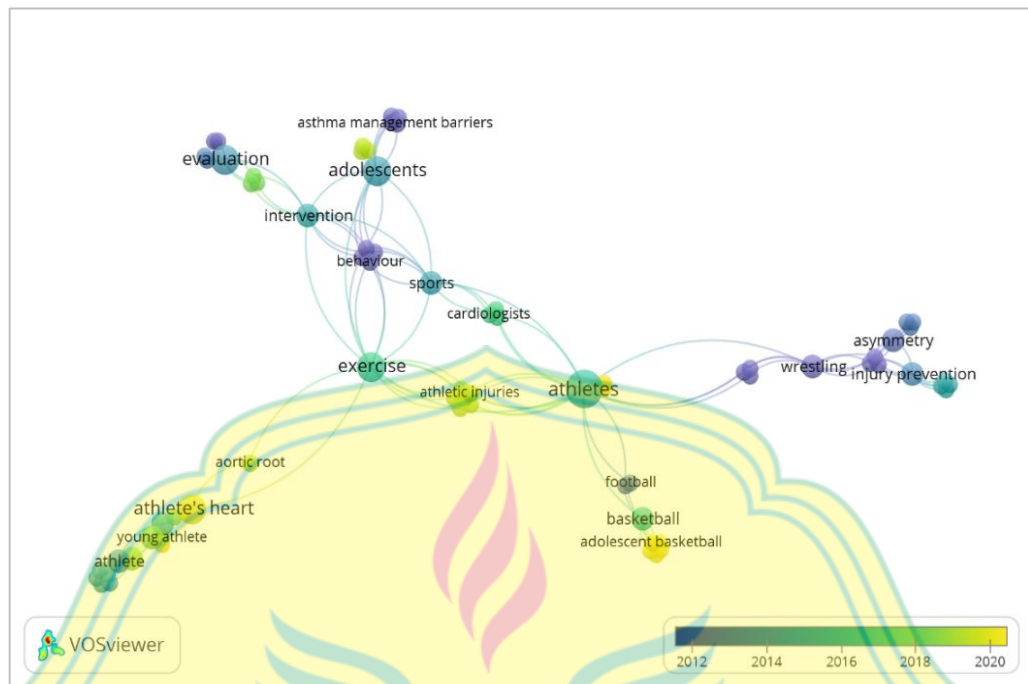 asthma management barriers
evaluation
adolescents
intervention
behaviour
sports
cardiologists
asymmetry
wrestling
injury prevention
exercise
athletic injuries
athletes
aortic root
football
athlete's heart
basketball
young athlete
adolescent basketball
athlete
VOSviewer
2012 2014 2016 2018 2020